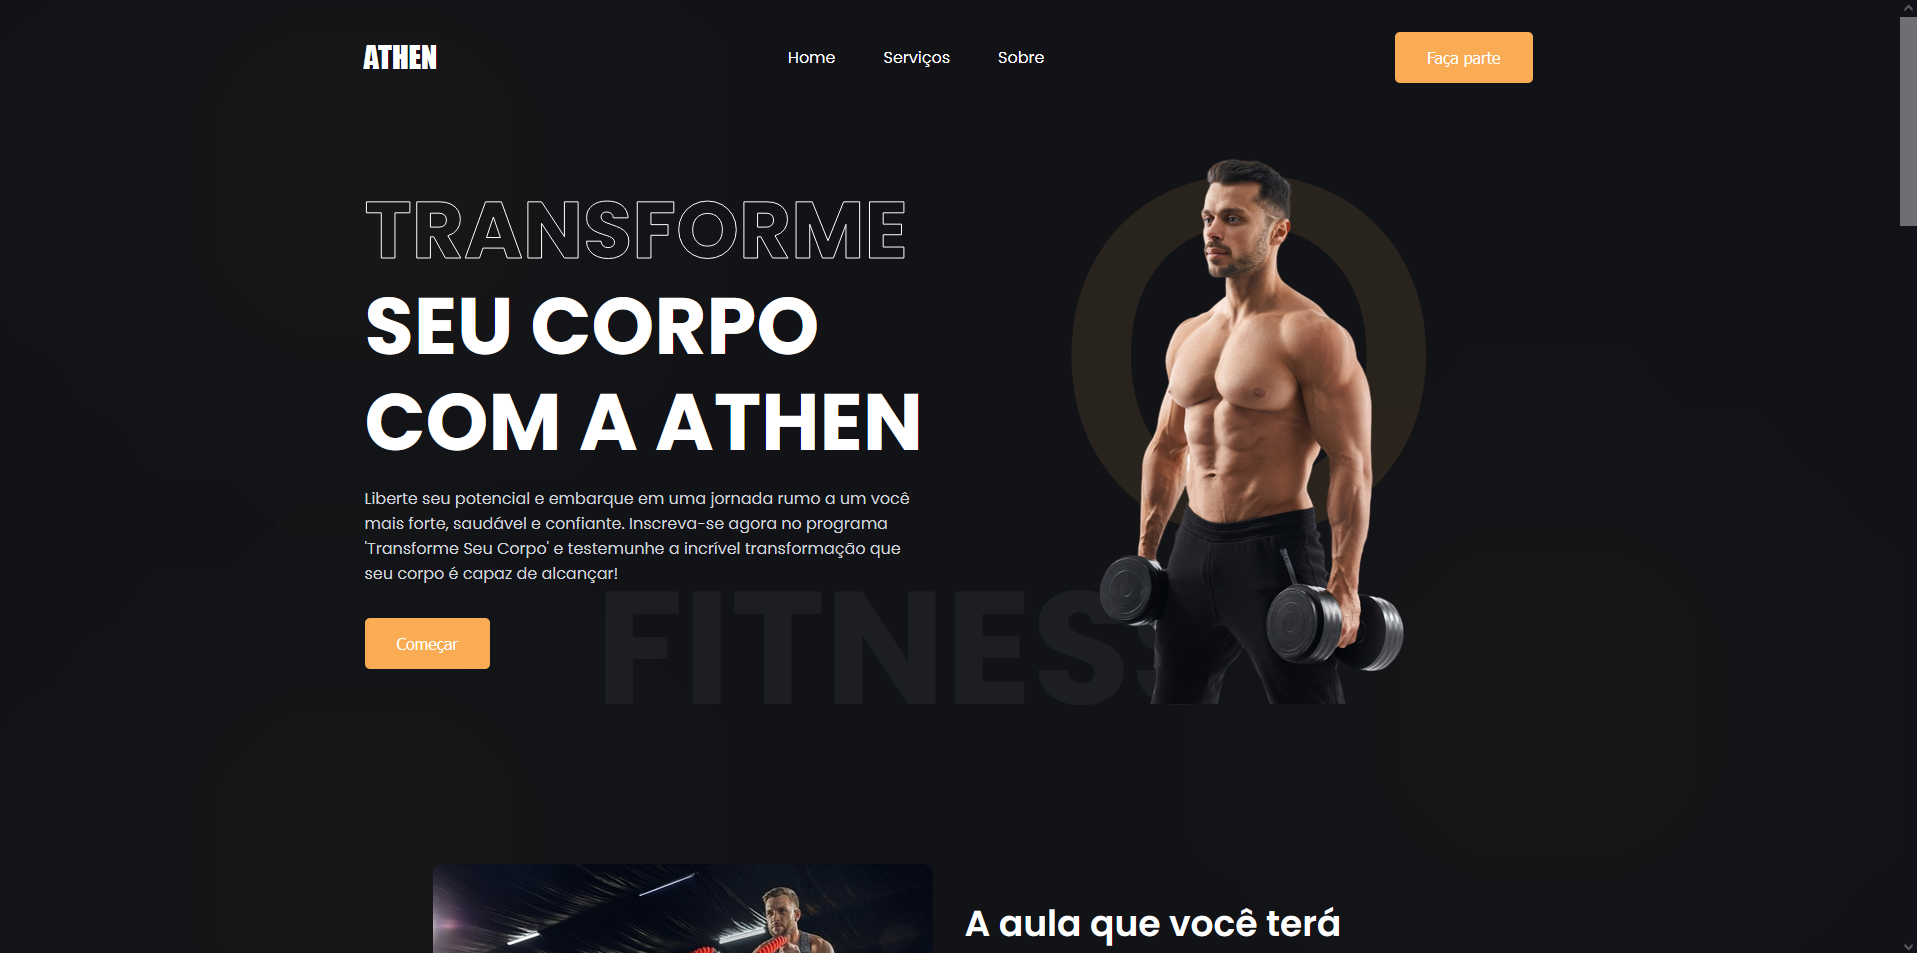 ATHEN
Home
Serviços
Sobre
Faça parte
TRANSFORME
SEU CORPO
COM A ATHEN
Liberte seu potencial e embarque em uma jornada rumo a um você
mais forte, saudável e confiante. Inscreva-se agora no programa
'Transforme Seu Corpo' e testemunhe a incrível transformação que
seu corpo é capaz de alcançar!
FITNESS
Começar
A aula que você terá